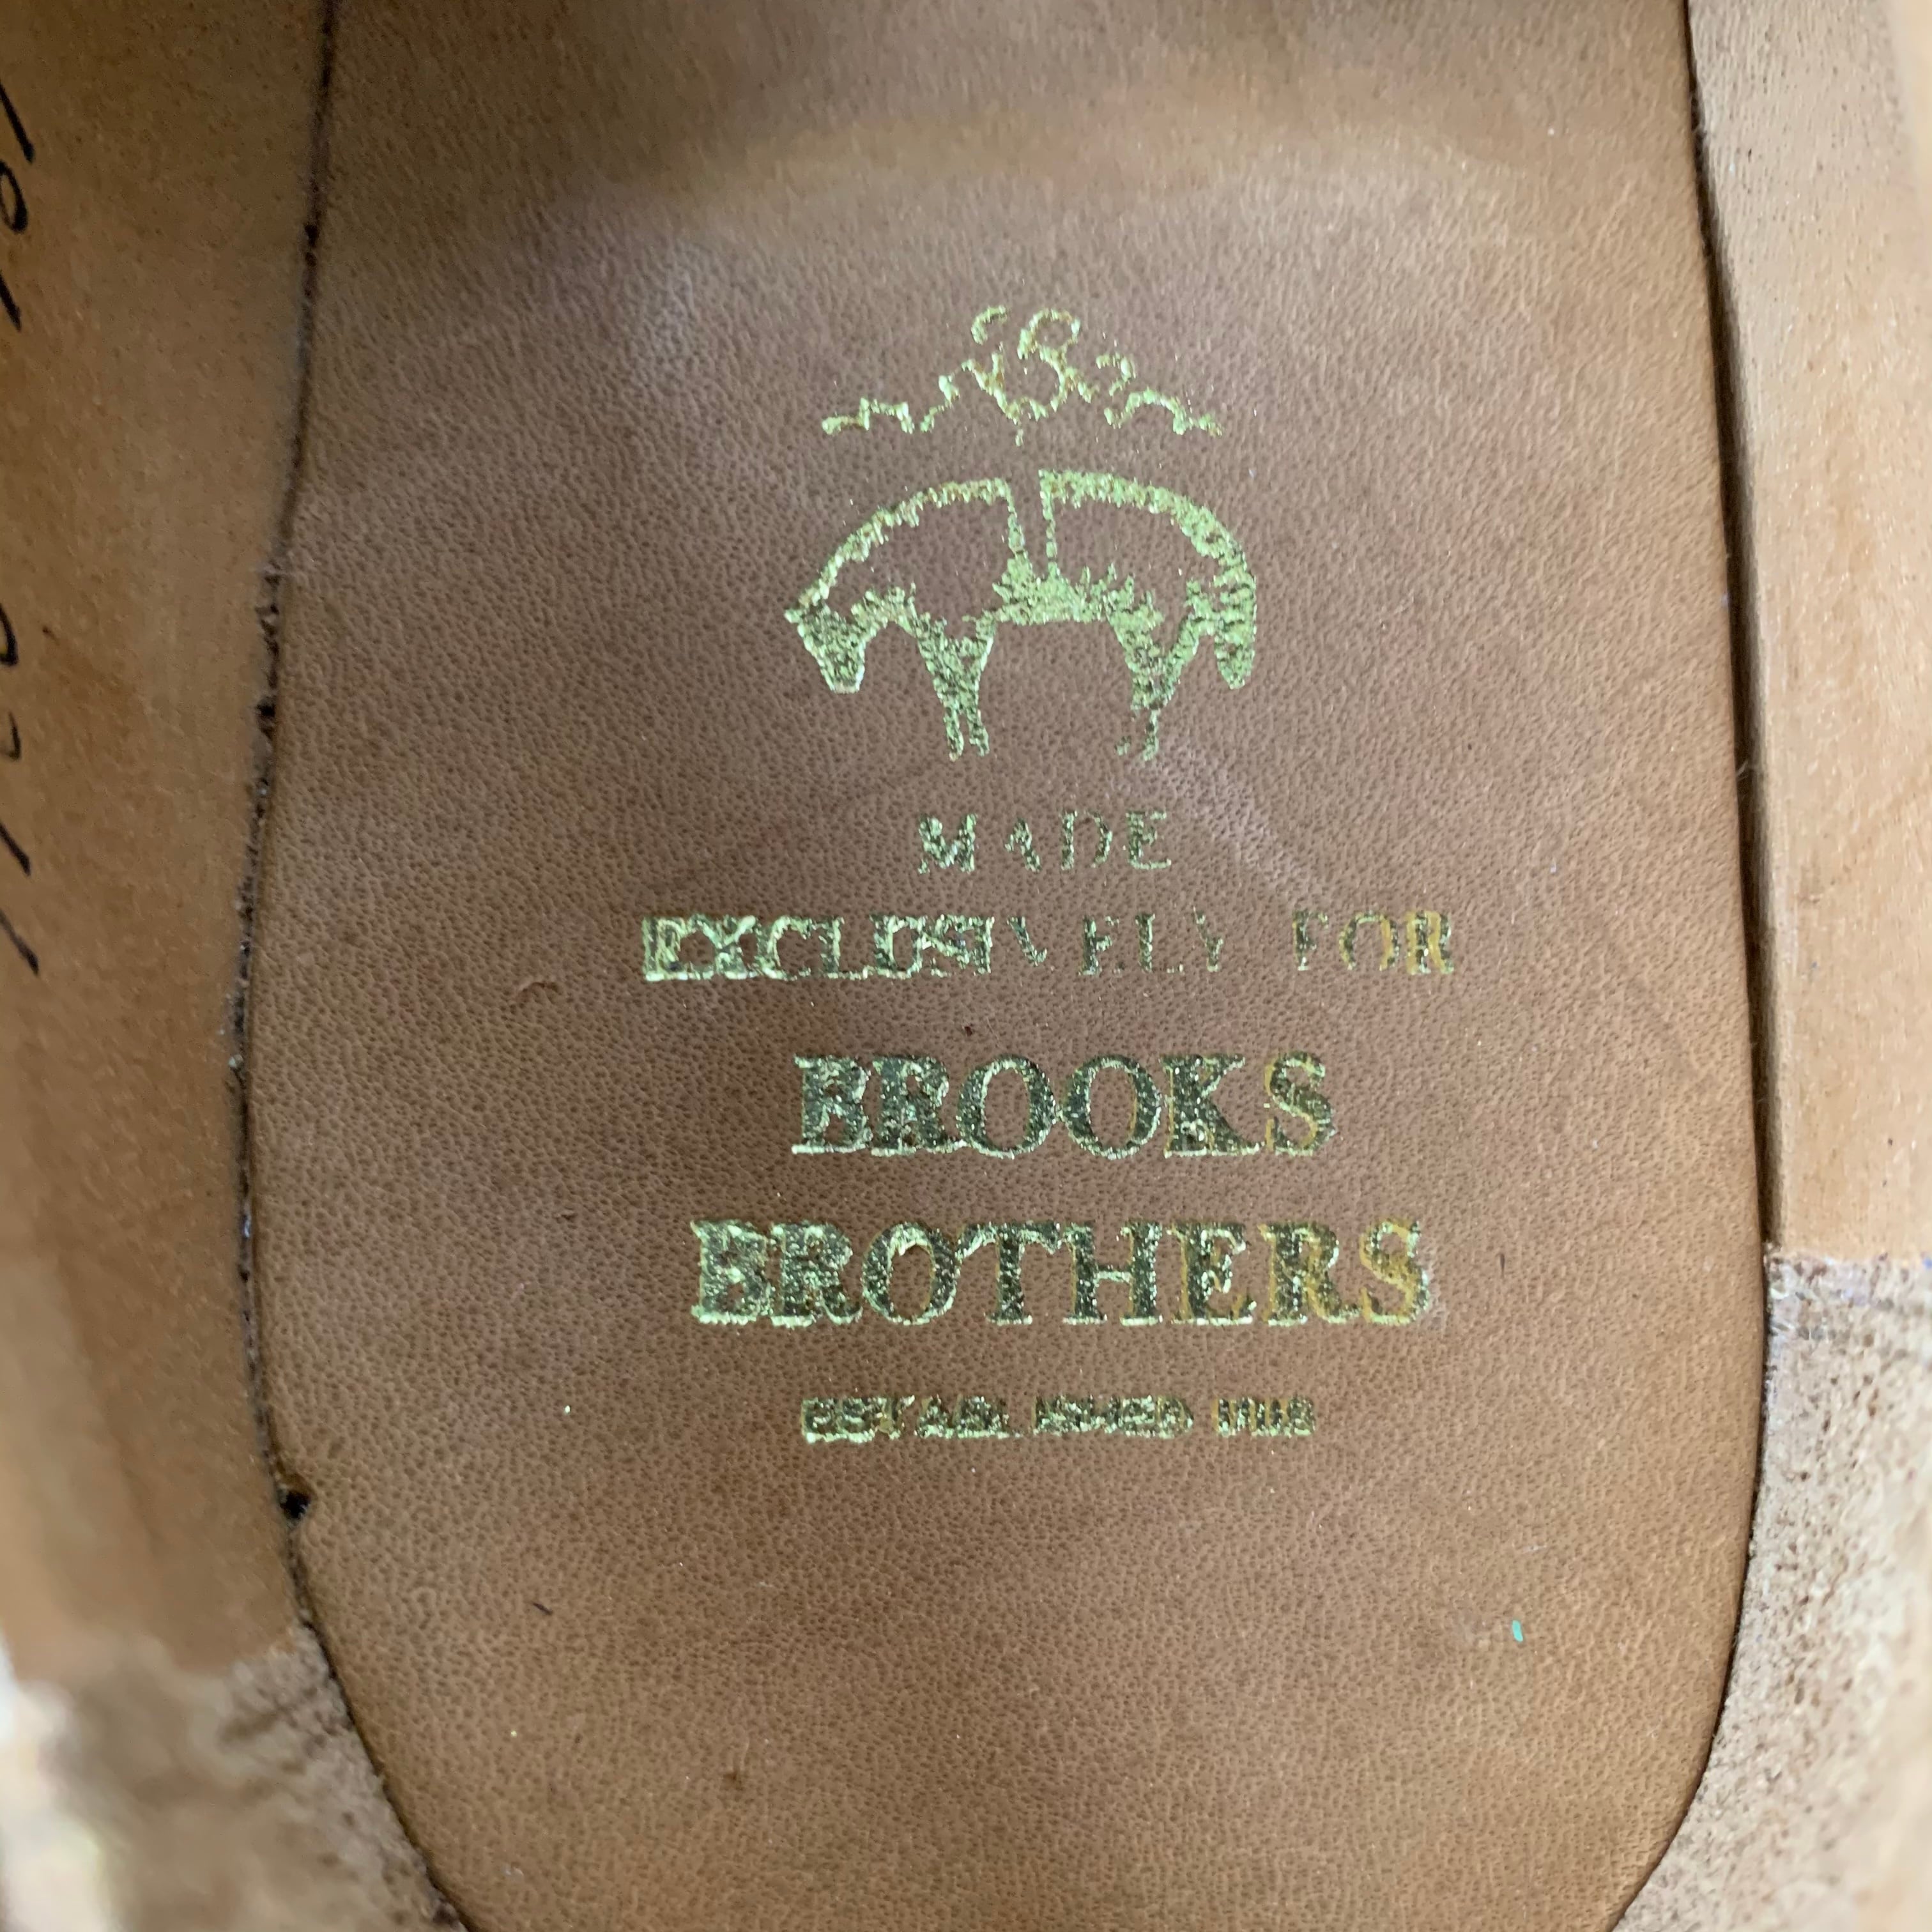 MADE
EXCLUSIVELY FOR
BROOKS
BROTHERS
ESTABLISHED 1818